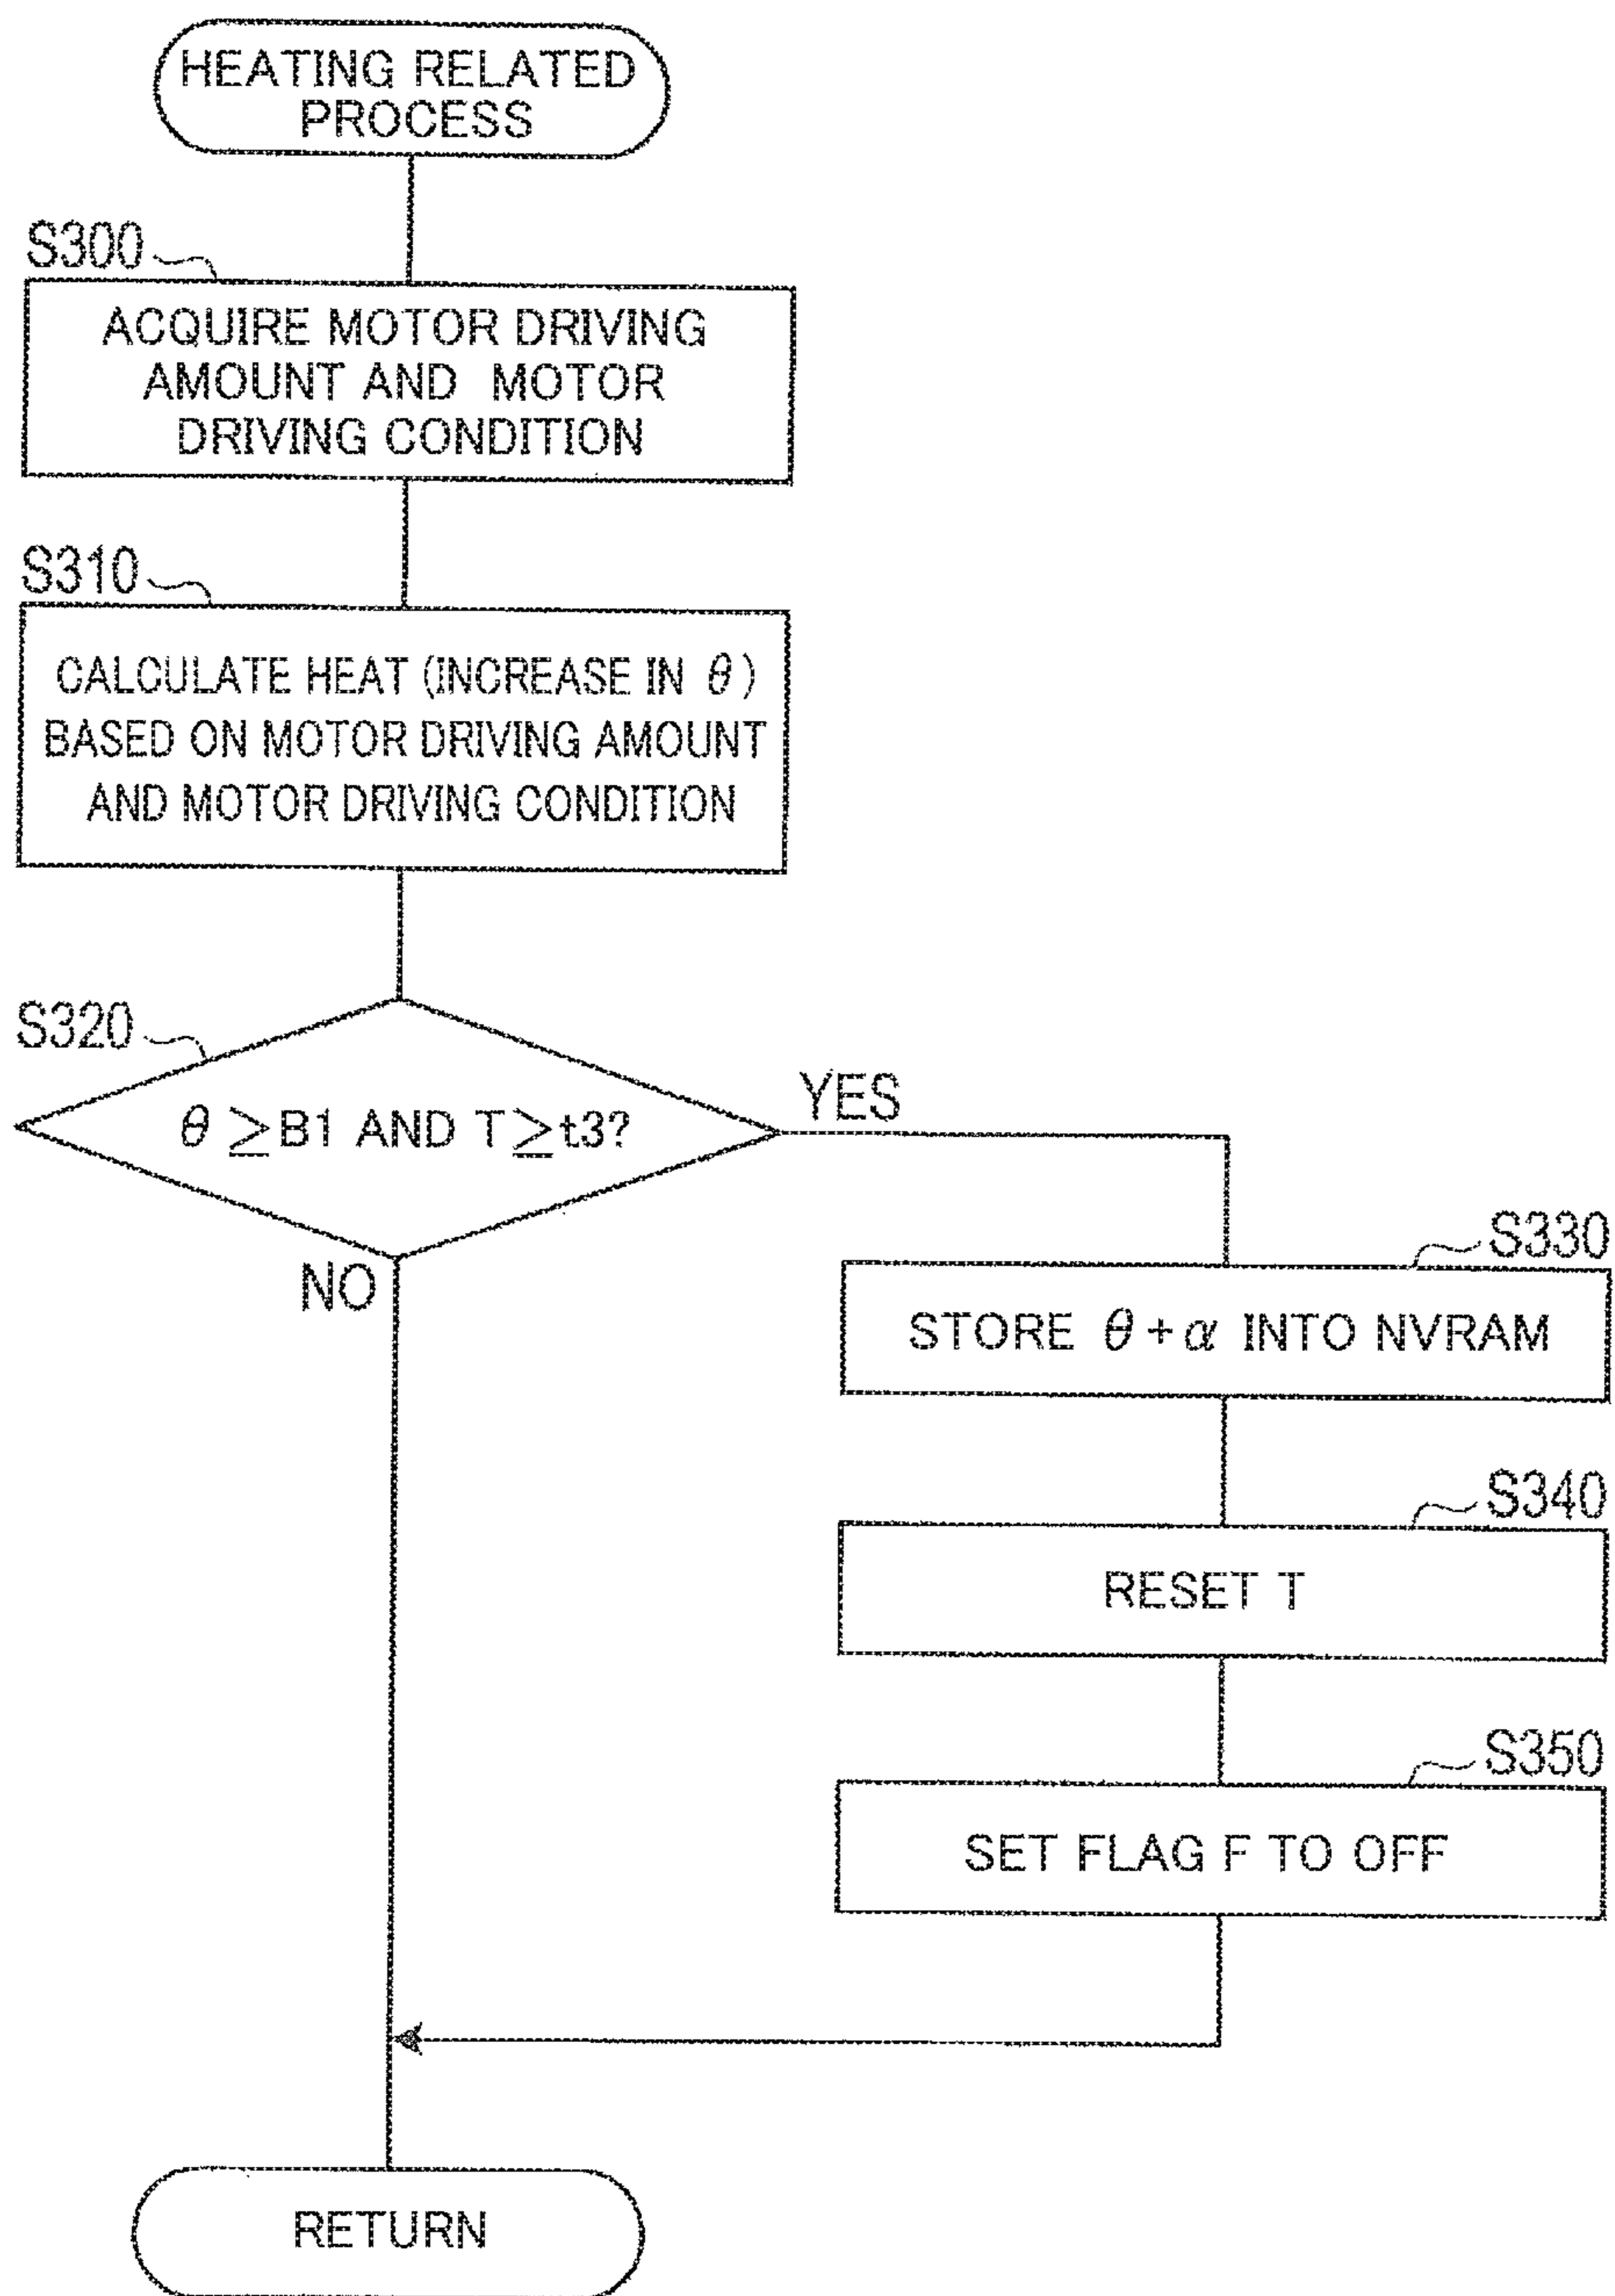 HEATING RELATED
PROCESS
S300
ACQUIRE MOTOR DRIVING
AMOUNT AND MOTOR
DRIVING CONDITION
S310
CALCULATE HEAT (INCREASE IN θ)
BASED ON MOTOR DRIVING AMOUNT
AND MOTOR DRIVING CONDITION
S320
θ ≥ B1 AND T ≥ t3?
YES
NO
S330
STORE θ + α INTO NVRAM
S340
RESET T
S350
SET FLAG F TO OFF
RETURN